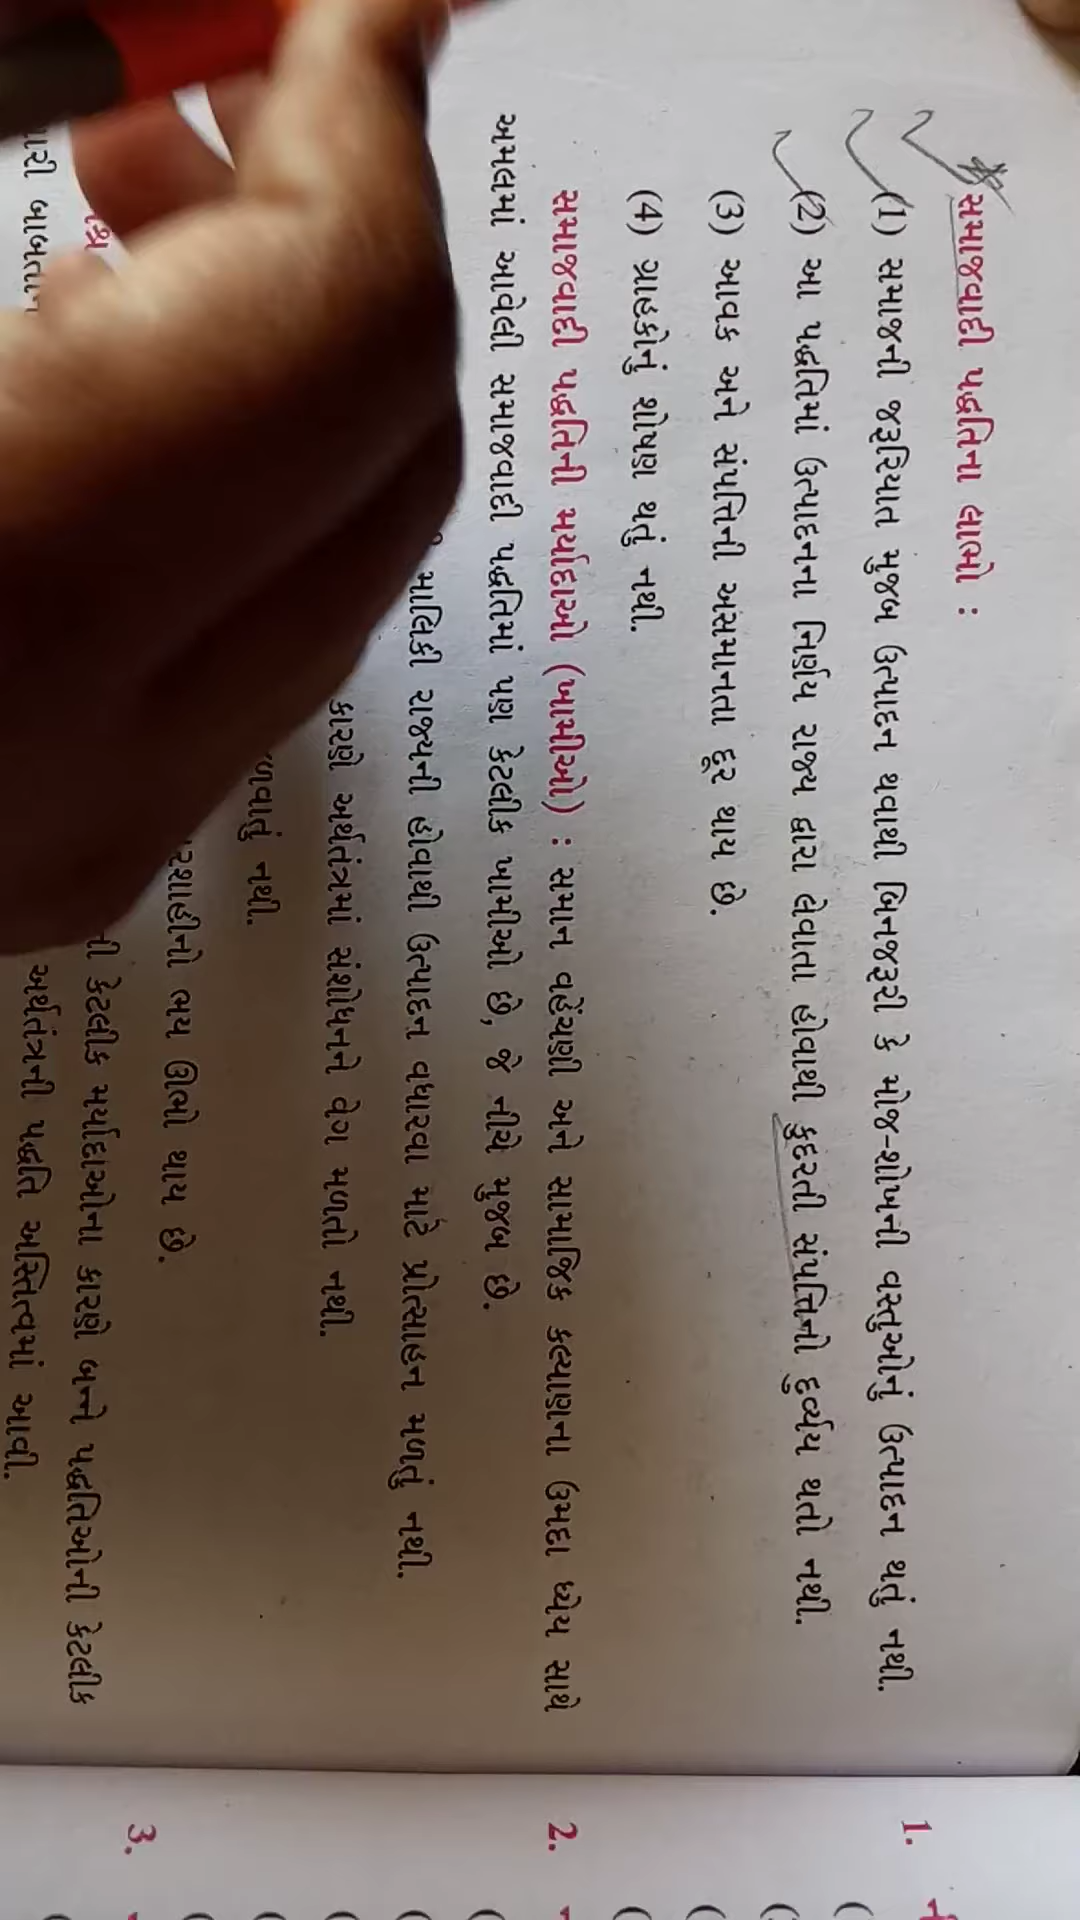 સમાજવાદી પદ્ધતિના લાભો :
(1) સમાજની જરૂરિયાત મુજબ ઉત્પાદન થવાથી બિનજરૂરી કે મોજ-શોખની વસ્તુઓનું ઉત્પાદન થતું નથી.
(2) આ પદ્ધતિમાં ઉત્પાદનના નિર્ણય રાજ્ય દ્વારા લેવાતા હોવાથી કુદરતી સંપત્તિનો દુર્વ્યય થતો નથી.
(3) આવક અને સંપત્તિની અસમાનતા દૂર થાય છે.
(4) ગ્રાહકોનું શોષણ થતું નથી.
સમાજવાદી પદ્ધતિની મર્યાદાઓ (ખામીઓ) : સમાન વહેંચણી અને સામાજિક કલ્યાણના ઉમદા ધ્યેય સાથે
અમલમાં આવેલી સમાજવાદી પદ્ધતિમાં પણ કેટલીક ખામીઓ છે, જે નીચે મુજબ છે.
માલિકી રાજ્યની હોવાથી ઉત્પાદન વધારવા માટે પ્રોત્સાહન મળતું નથી.
કારણે અર્થતંત્રમાં સંશોધનને વેગ મળતો નથી.
નથી.
ભય ઊભો થાય છે.
કેટલીક મર્યાદાઓના કારણે બન્ને પદ્ધતિઓની કેટલીક
અર્થતંત્રની પદ્ધતિ અસ્તિત્વમાં આવી.
1.
2.
3.